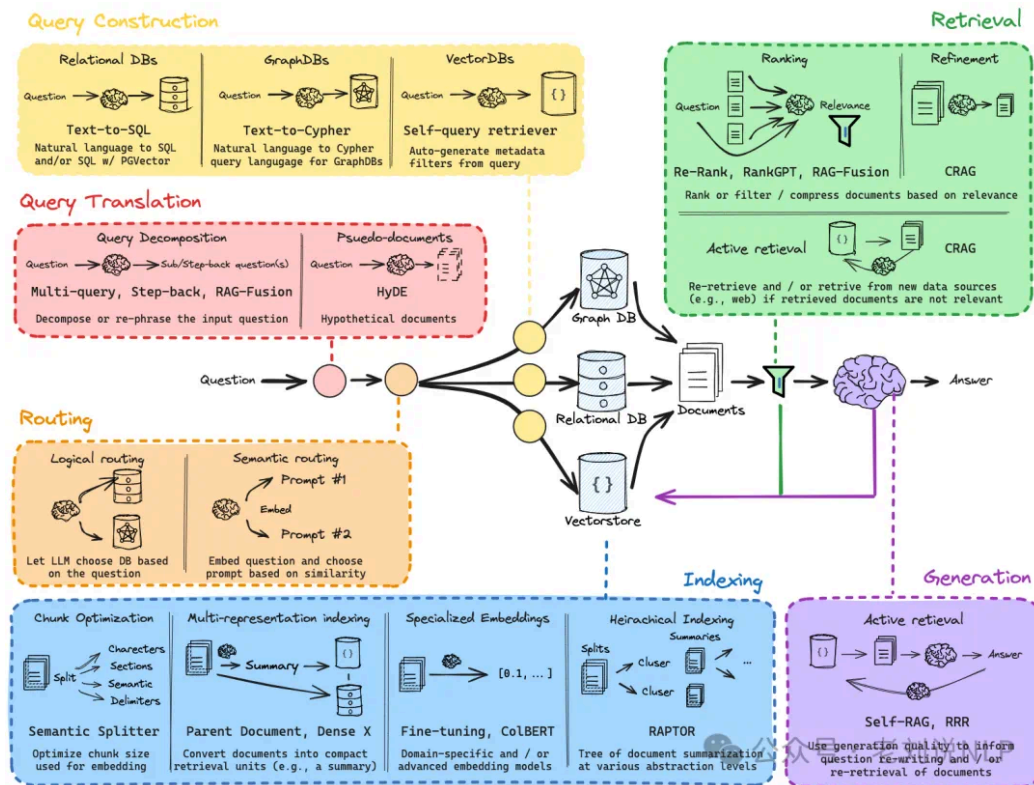 Query Construction
Relational DBs
Question
Text-to-SQL
Natural language to SQL
and/or SQL w/ PGVector
GraphDBs
Question
Text-to-Cypher
Natural language to Cypher
query langugage for GraphDBs
VectorDBs
Question
{ }
Self-query retriever
Auto-generate metadata
filters from query
Retrieval
Ranking
Question
Relevance
Re-Rank, RankGPT, RAG-Fusion
Refinement
CRAG
Rank or filter / compress documents based on relevance
Active retieval
{ }
CRAG
Re-retrieve and / or retrive from new data sources
(e.g., web) if retrieved documents are not relevant
Query Translation
Query Decomposition
Question
Sub/Step-back question(s)
Multi-query, Step-back, RAG-Fusion
Decompose or re-phrase the input question
Psuedo-documents
Question
HyDE
Hypothetical documents
Graph DB
Question
Relational DB
Documents
Answer
{ }
Vectorstore
Routing
Logical routing
Let LLM choose DB based
on the question
Semantic routing
Prompt #1
Embed
Prompt #2
Embed question and choose
prompt based on similarity
Indexing
Chunk Optimization
Split
Charecters
Sections
Semantic
Delimiters
Semantic Splitter
Optimize chunk size
used for embedding
Multi-representation indexing
Summary
{ }
Parent Document, Dense X
Convert documents into compact
retrieval units (e.g., a summary)
Specialized Embeddings
[0.1, ...]
Fine-tuning, ColBERT
Domain-specific and / or
advanced embedding models
Heirachical Indexing
Splits
Summaries
Cluser
...
Cluser
RAPTOR
Tree of document summarization
at various abstraction levels
Generation
Active retieval
{ }
Answer
Self-RAG, RRR
Use generation quality to inform
question re-writing and / or
re-retrieval of documents
公众号 · 老刘说NLP